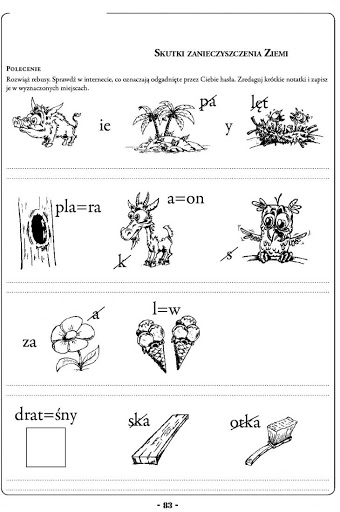 Skutki zanieczyszczenia Ziemi
Polecenie
Rozwiąż rebusy. Sprawdź w internecie, co oznaczają odgadnięte przez Ciebie hasła. Zredaguj krótkie notatki i zapisz
je w wyznaczonych miejscach.
ie pa y lęt
pla=ra a=on
k s
za a l=w
drat=śny ska otka
- 83 -